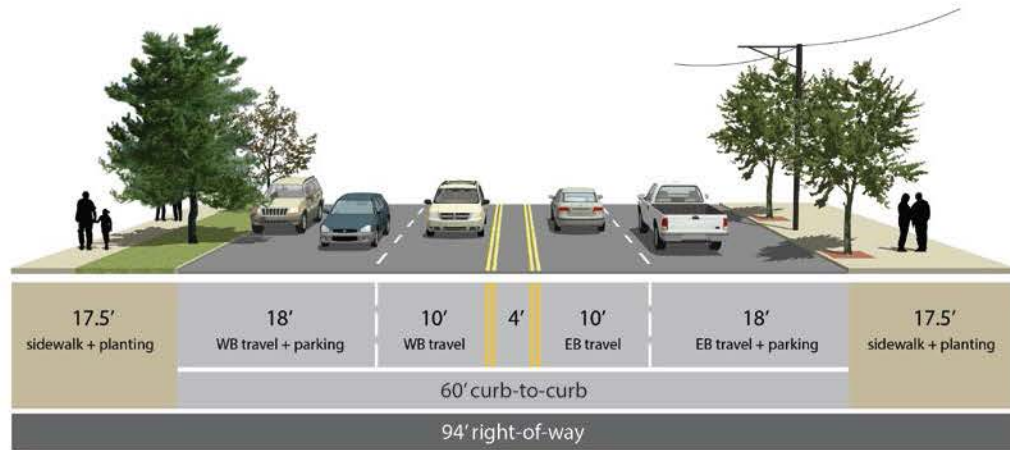 17.5’
sidewalk + planting
18’
WB travel + parking
10’
WB travel
4’
10’
EB travel
18’
EB travel + parking
17.5’
sidewalk + planting
60’ curb-to-curb
94’ right-of-way